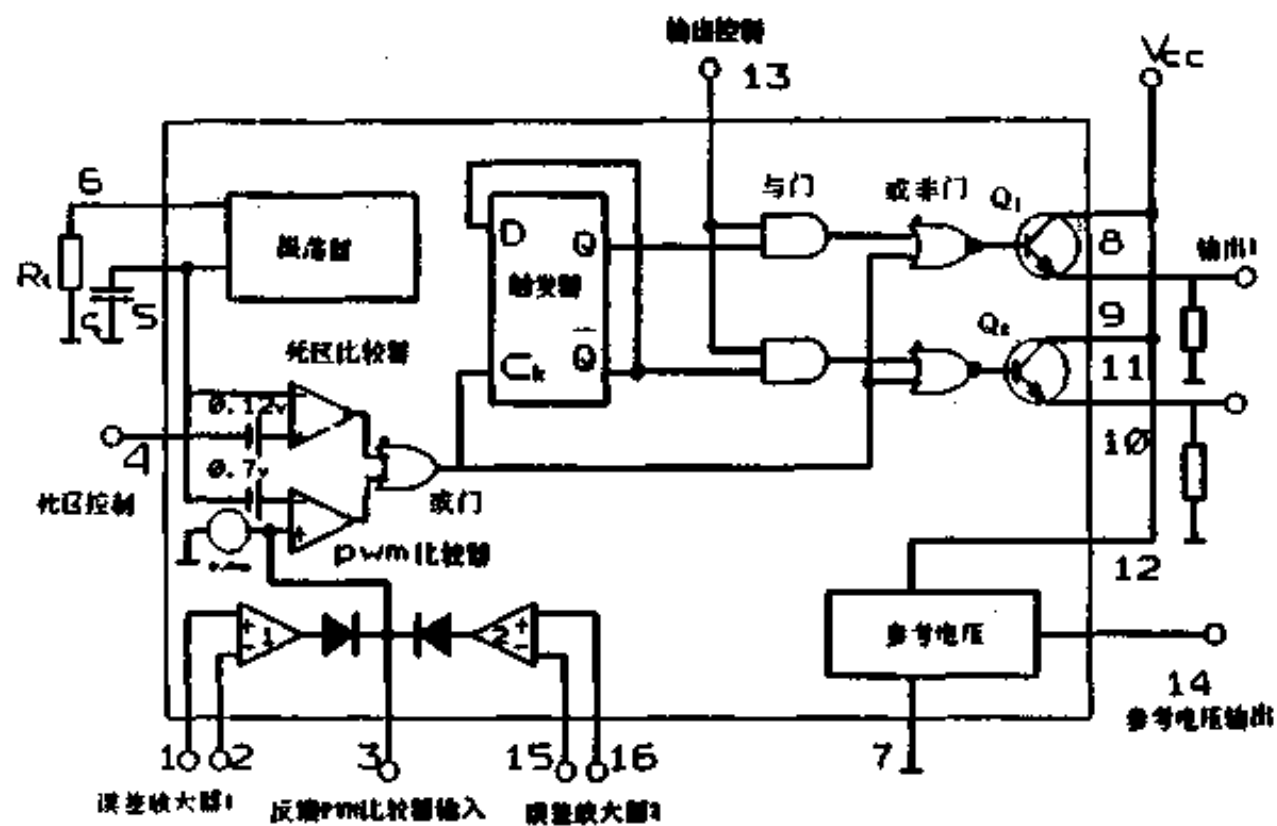 输出控制
13
Vcc
6
与门
或非门
Q1
振荡器
D
Q
8
输出1
Rt
触发器
5
9
Q2
死区比较器
Ck
Q
11
0.12v
4
0.7v
10
死区控制
或门
pwm比较器
12
+
1
-
2
+
-
参考电压
14
参考电压输出
1
2
3
15
16
7
误差放大器1
反馈PWM比较器输入
误差放大器2